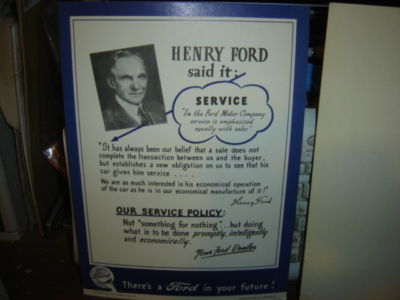 HENRY FORD
said it:
SERVICE
"In the Ford Motor Company
service is emphasized
equally with sales"
"It has always been our belief that a sale does not
complete the transaction between us and the buyer,
but establishes a new obligation on us to see that his
car gives him service ....
We are as much interested in his economical operation
of the car as he is in our economical manufacture of it!"
Henry Ford
OUR SERVICE POLICY:
Not "something for nothing" ... but doing
what is to be done promptly, intelligently
and economically.
Your Ford Dealer
There's a Ford in your future!